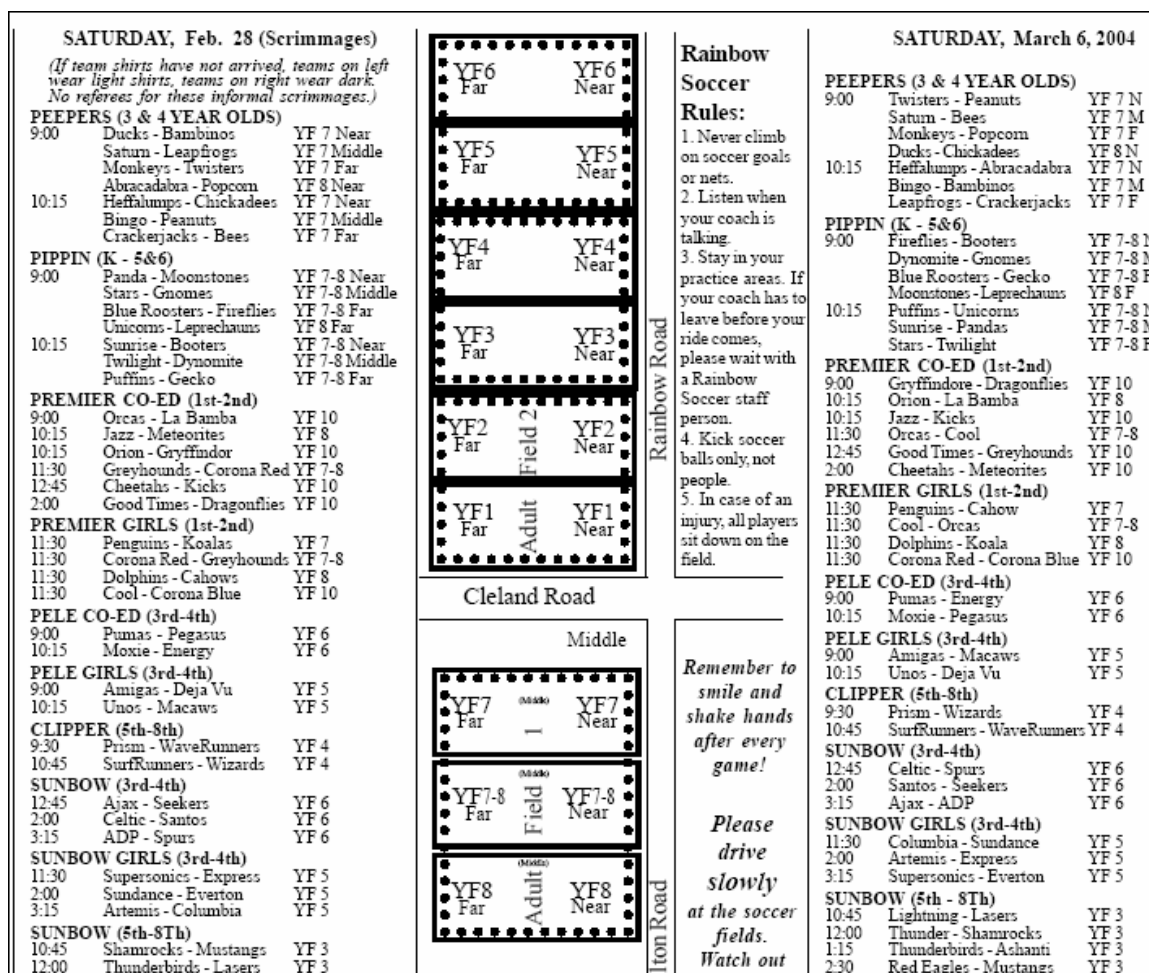 SATURDAY, Feb. 28 (Scrimmages)
(If team shirts have not arrived, teams on left
wear light shirts, teams on right wear dark.
No referees for these informal scrimmages.)
PEEPERS (3 & 4 YEAR OLDS)
9:00 Ducks - Bambinos YF 7 Near
Saturn - Leapfrogs YF 7 Middle
Monkeys - Twisters YF 7 Far
Abracadabra - Popcorn YF 8 Near
10:15 Heffalumps - Chickadees YF 7 Near
Bingo - Peanuts YF 7 Middle
Crackerjacks - Bees YF 7 Far
PIPPIN (K - 5&6)
9:00 Panda - Moonstones YF 7-8 Near
Stars - Gnomes YF 7-8 Middle
Blue Roosters - Fireflies YF 7-8 Far
Unicorns - Leprechauns YF 8 Far
10:15 Sunrise - Booters YF 7-8 Near
Twilight - Dynomite YF 7-8 Middle
Puffins - Gecko YF 7-8 Far
PREMIER CO-ED (1st-2nd)
9:00 Orcas - La Bamba YF 10
10:15 Jazz - Meteorites YF 8
10:15 Orion - Gryffindor YF 10
11:30 Greyhounds - Corona Red YF 7-8
12:45 Cheetahs - Kicks YF 10
2:00 Good Times - Dragonflies YF 10
PREMIER GIRLS (1st-2nd)
11:30 Penguins - Koalas YF 7
11:30 Corona Red - Greyhounds YF 7-8
11:30 Dolphins - Cahows YF 8
11:30 Cool - Corona Blue YF 10
PELE CO-ED (3rd-4th)
9:00 Pumas - Pegasus YF 6
10:15 Moxie - Energy YF 6
PELE GIRLS (3rd-4th)
9:00 Amigas - Deja Vu YF 5
10:15 Unos - Macaws YF 5
CLIPPER (5th-8th)
9:30 Prism - WaveRunners YF 4
10:45 SurfRunners - Wizards YF 4
SUNBOW (3rd-4th)
12:45 Ajax - Seekers YF 6
2:00 Celtic - Santos YF 6
3:15 ADP - Spurs YF 6
SUNBOW GIRLS (3rd-4th)
11:30 Supersonics - Express YF 5
2:00 Sundance - Everton YF 5
3:15 Artemis - Columbia YF 5
SUNBOW (5th-8Th)
10:45 Shamrocks - Mustangs YF 3
12:00 Thunderbirds - Lasers YF 3
YF6 YF6
Far Near
YF5 YF5
Far Near
YF4 YF4
Far Near
YF3 YF3
Far Near
YF2 YF2
Far Near
YF1 YF1
Far Near
Adult Field 2
Rainbow Road
Cleland Road
Middle
YF7 (Middle) YF7
Far Near
YF7-8 (Middle) YF7-8
Far Near
YF8 (Middle) YF8
Far Near
Adult Field 1
lton Road
Rainbow
Soccer
Rules:
1. Never climb
on soccer goals
or nets.
2. Listen when
your coach is
talking.
3. Stay in your
practice areas. If
your coach has to
leave before your
ride comes,
please wait with
a Rainbow
Soccer staff
person.
4. Kick soccer
balls only, not
people.
5. In case of an
injury, all players
sit down on the
field.
Remember to
smile and
shake hands
after every
game!
Please
drive
slowly
at the soccer
fields.
Watch out
SATURDAY, March 6, 2004
PEEPERS (3 & 4 YEAR OLDS)
9:00 Twisters - Peanuts YF 7 N
Saturn - Bees YF 7 M
Monkeys - Popcorn YF 7 F
Ducks - Chickadees YF 8 N
10:15 Heffalumps - Abracadabra YF 7 N
Bingo - Bambinos YF 7 M
Leapfrogs - Crackerjacks YF 7 F
PIPPIN (K - 5&6)
9:00 Fireflies - Booters YF 7-8 N
Dynomite - Gnomes YF 7-8 M
Blue Roosters - Gecko YF 7-8 F
Moonstones - Leprechauns YF 8 F
10:15 Puffins - Unicorns YF 7-8 N
Sunrise - Pandas YF 7-8 M
Stars - Twilight YF 7-8 F
PREMIER CO-ED (1st-2nd)
9:00 Gryffindore - Dragonflies YF 10
10:15 Orion - La Bamba YF 8
10:15 Jazz - Kicks YF 10
11:30 Orcas - Cool YF 7-8
12:45 Good Times - Greyhounds YF 10
2:00 Cheetahs - Meteorites YF 10
PREMIER GIRLS (1st-2nd)
11:30 Penguins - Cahow YF 7
11:30 Cool - Orcas YF 7-8
11:30 Dolphins - Koala YF 8
11:30 Corona Red - Corona Blue YF 10
PELE CO-ED (3rd-4th)
9:00 Pumas - Energy YF 6
10:15 Moxie - Pegasus YF 6
PELE GIRLS (3rd-4th)
9:00 Amigas - Macaws YF 5
10:15 Unos - Deja Vu YF 5
CLIPPER (5th-8th)
9:30 Prism - Wizards YF 4
10:45 SurfRunners - WaveRunners YF 4
SUNBOW (3rd-4th)
12:45 Celtic - Spurs YF 6
2:00 Santos - Seekers YF 6
3:15 Ajax - ADP YF 6
SUNBOW GIRLS (3rd-4th)
11:30 Columbia - Sundance YF 5
2:00 Artemis - Express YF 5
3:15 Supersonics - Everton YF 5
SUNBOW (5th - 8Th)
10:45 Lightning - Lasers YF 3
12:00 Thunder - Shamrocks YF 3
1:15 Thunderbirds - Ashanti YF 3
2:30 Red Eagles - Mustangs YF 3